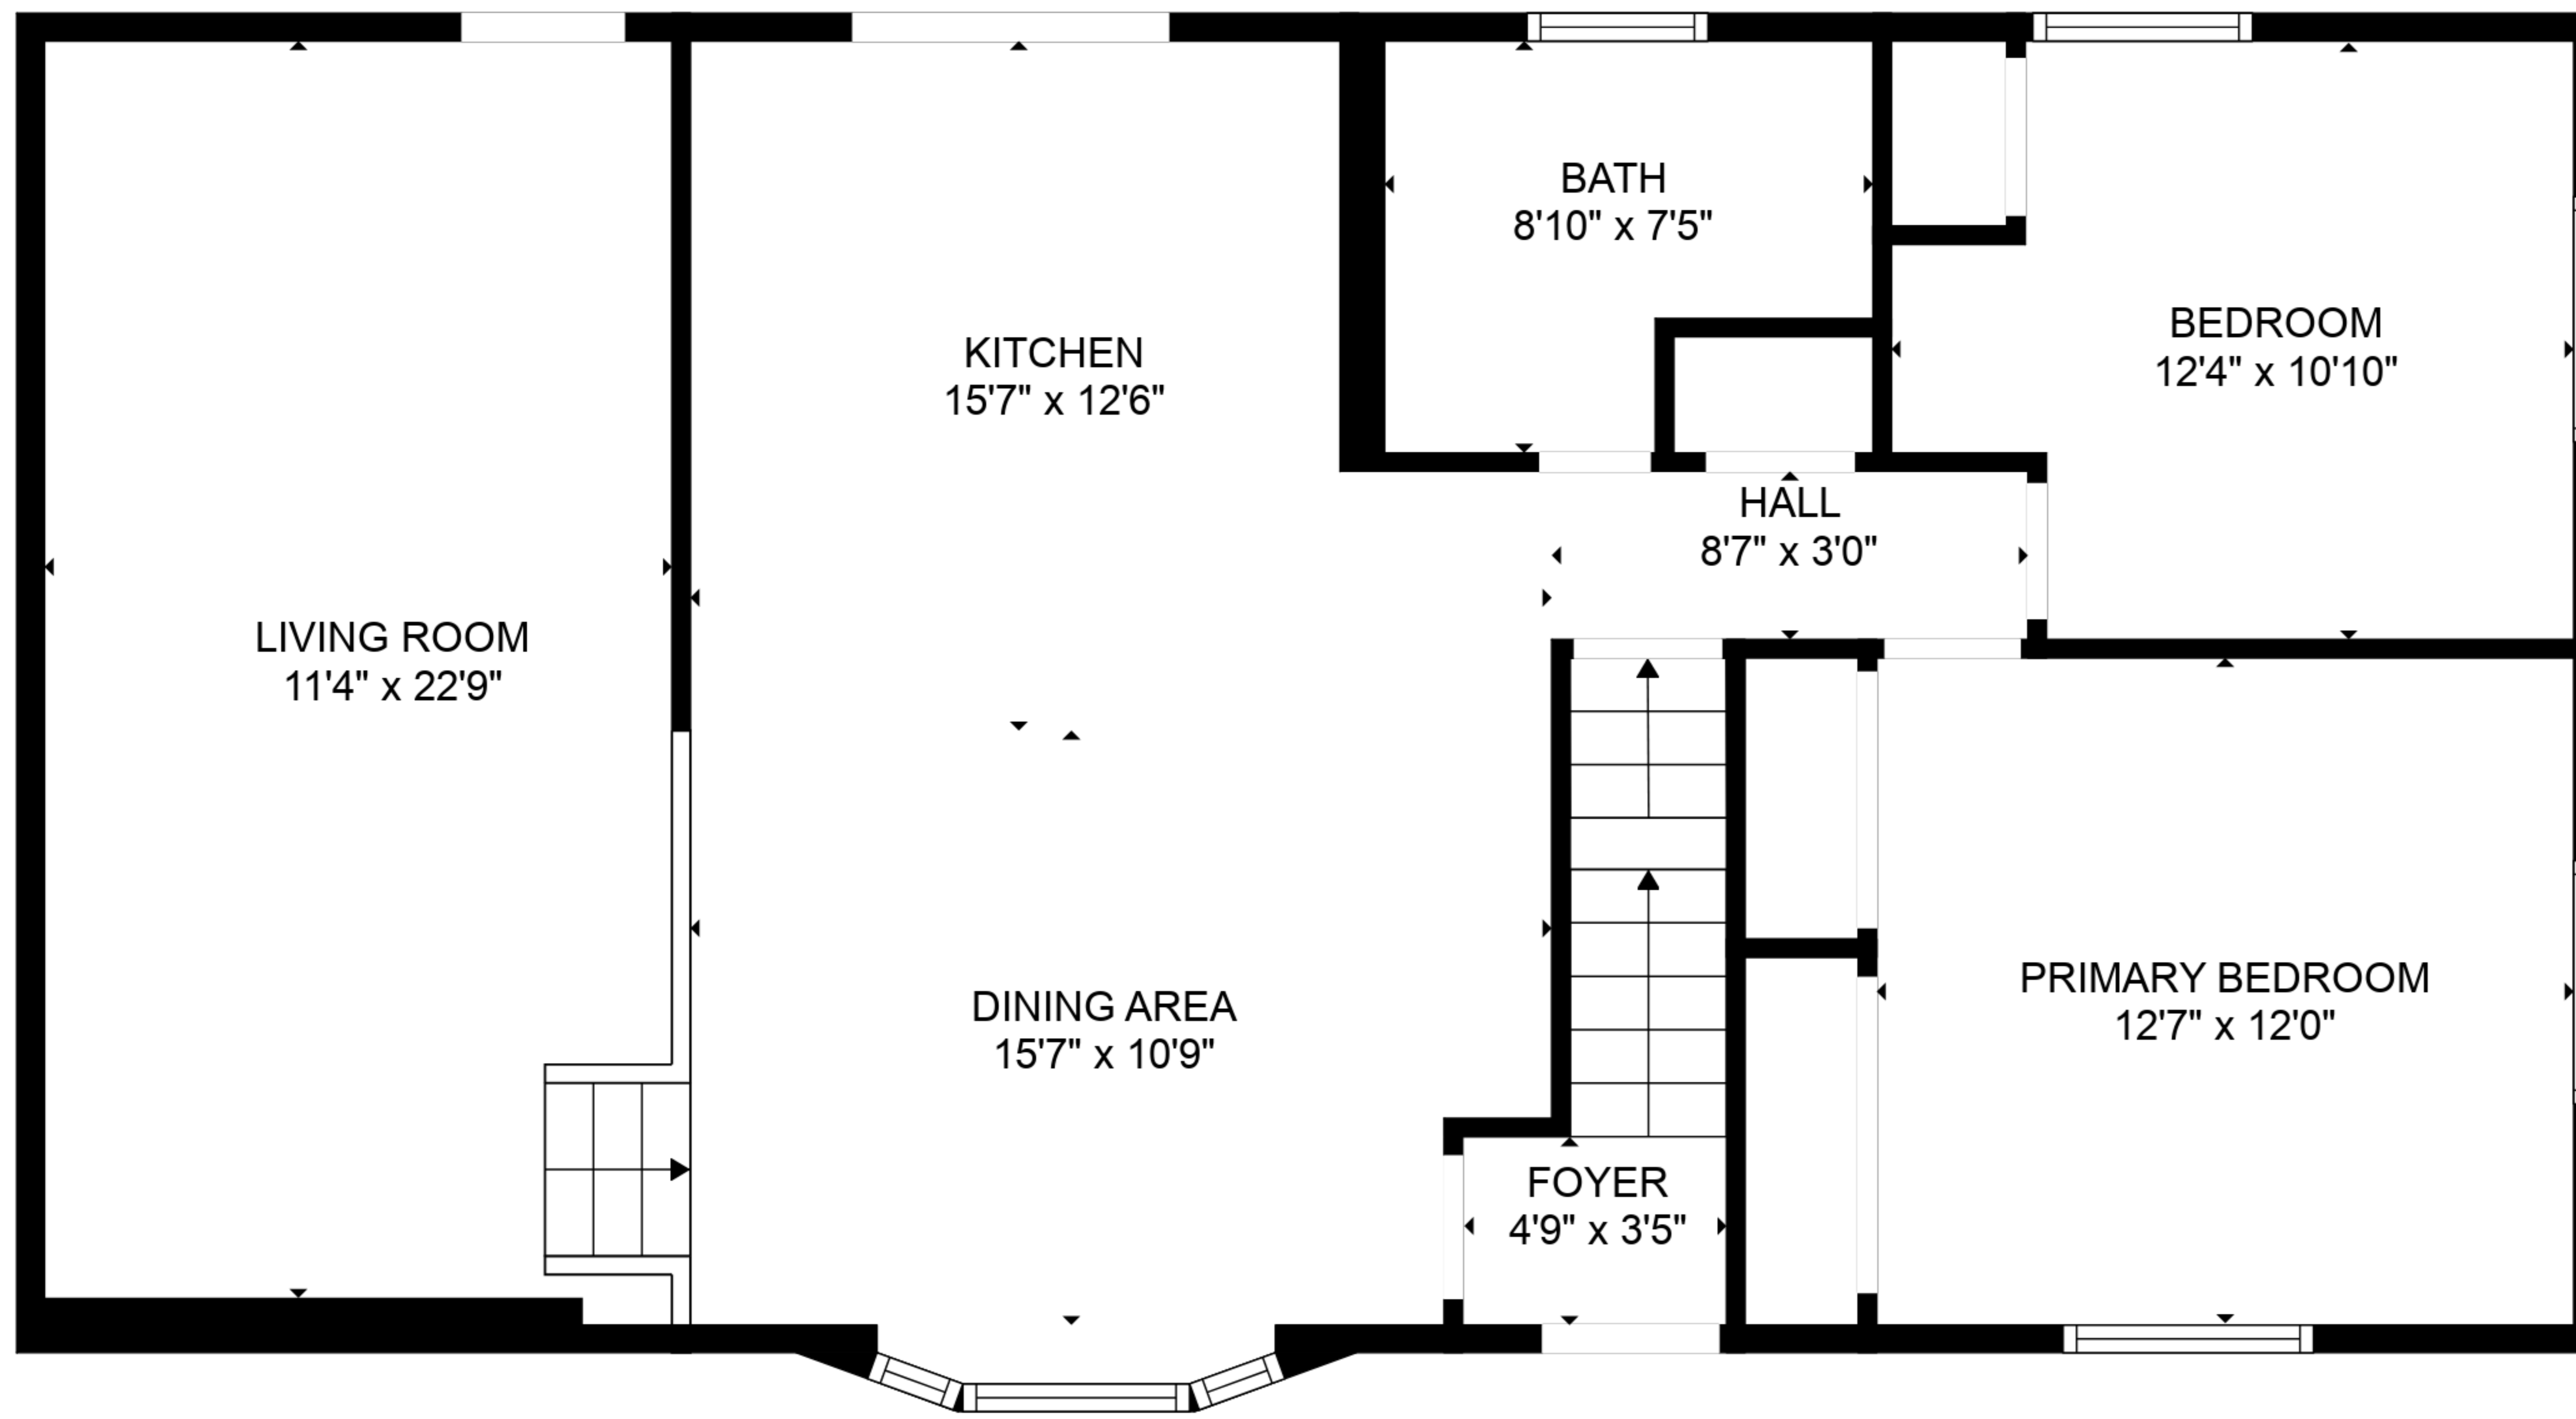 BATH
8'10" x 7'5"
BEDROOM
12'4" x 10'10"
KITCHEN
15'7" x 12'6"
HALL
8'7" x 3'0"
LIVING ROOM
11'4" x 22'9"
PRIMARY BEDROOM
12'7" x 12'0"
DINING AREA
15'7" x 10'9"
FOYER
4'9" x 3'5"